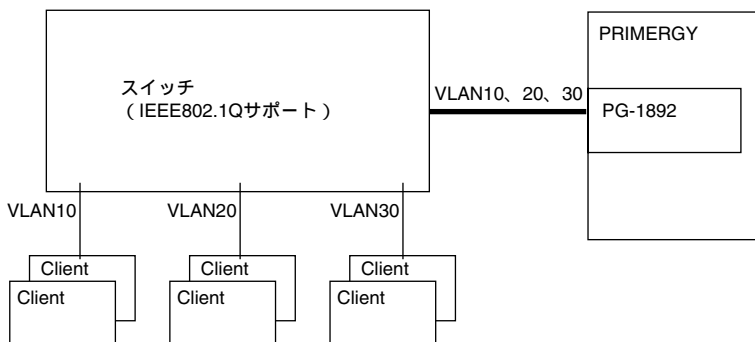 PRIMERGY
スイッチ
（IEEE802.1Qサポート）
VLAN10、20、30
PG-1892
VLAN10
VLAN20
VLAN30
Client
Client
Client
Client
Client
Client